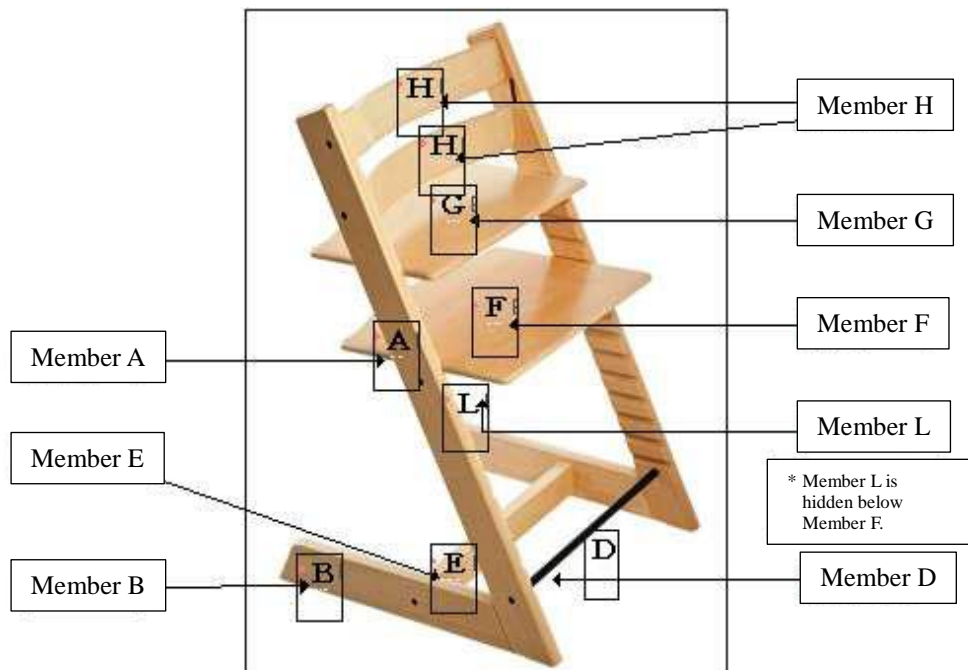 H
Member H
H
G
Member G
F
Member F
A
Member A
L
Member L
Member E
* Member L is
hidden below
Member F.
D
E
B
Member B
Member D